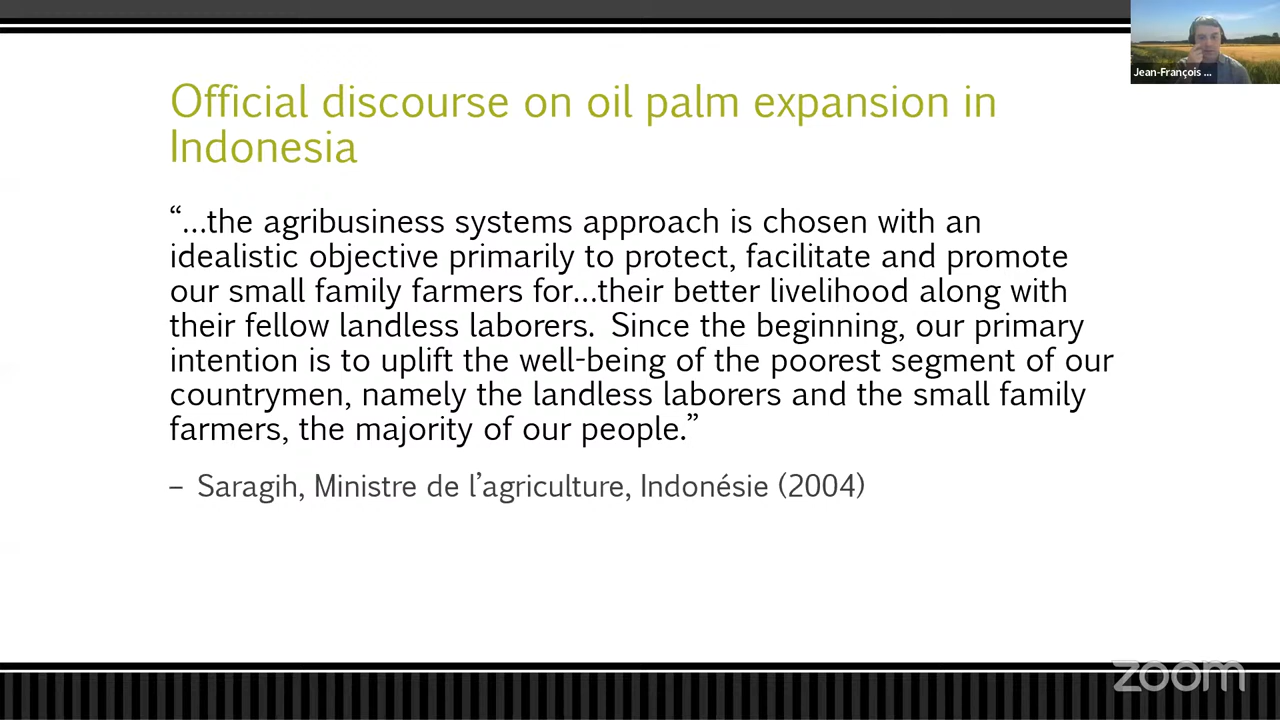 Official discourse on oil palm expansion in
Indonesia
“…the agribusiness systems approach is chosen with an
idealistic objective primarily to protect, facilitate and promote
our small family farmers for…their better livelihood along with
their fellow landless laborers.  Since the beginning, our primary
intention is to uplift the well-being of the poorest segment of our
countrymen, namely the landless laborers and the small family
farmers, the majority of our people.”
– Saragih, Ministre de l’agriculture, Indonésie (2004)
Jean-François ...
zoom